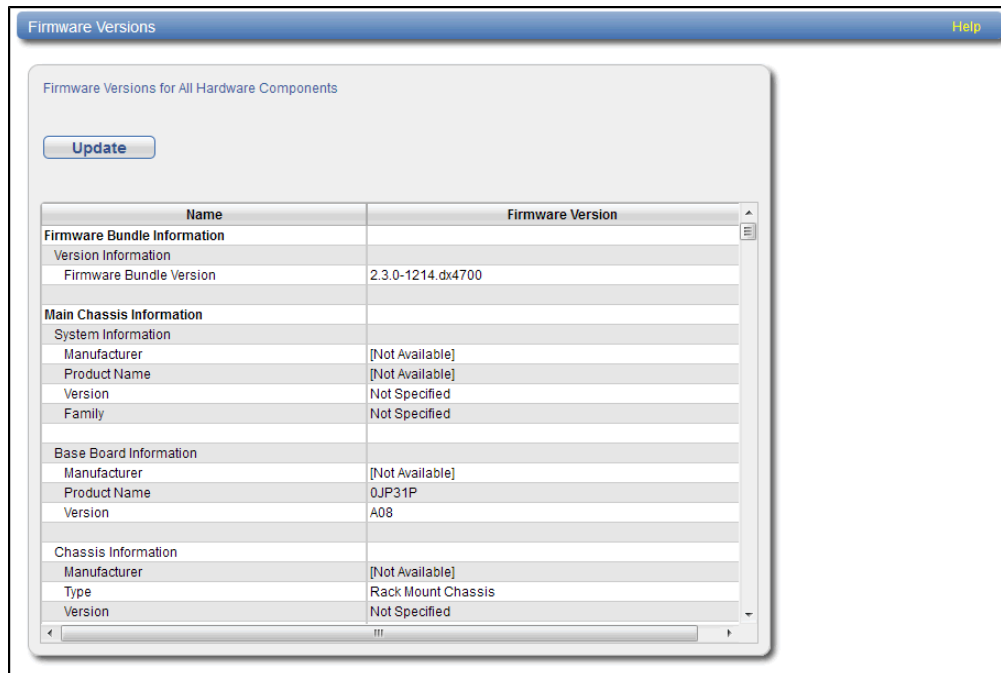 Firmware Versions Help
Firmware Versions for All Hardware Components
Update
Name Firmware Version
Firmware Bundle Information
Version Information
Firmware Bundle Version 2.3.0-1214.dx4700
Main Chassis Information
System Information
Manufacturer [Not Available]
Product Name [Not Available]
Version Not Specified
Family Not Specified
Base Board Information
Manufacturer [Not Available]
Product Name 0JP31P
Version A08
Chassis Information
Manufacturer [Not Available]
Type Rack Mount Chassis
Version Not Specified